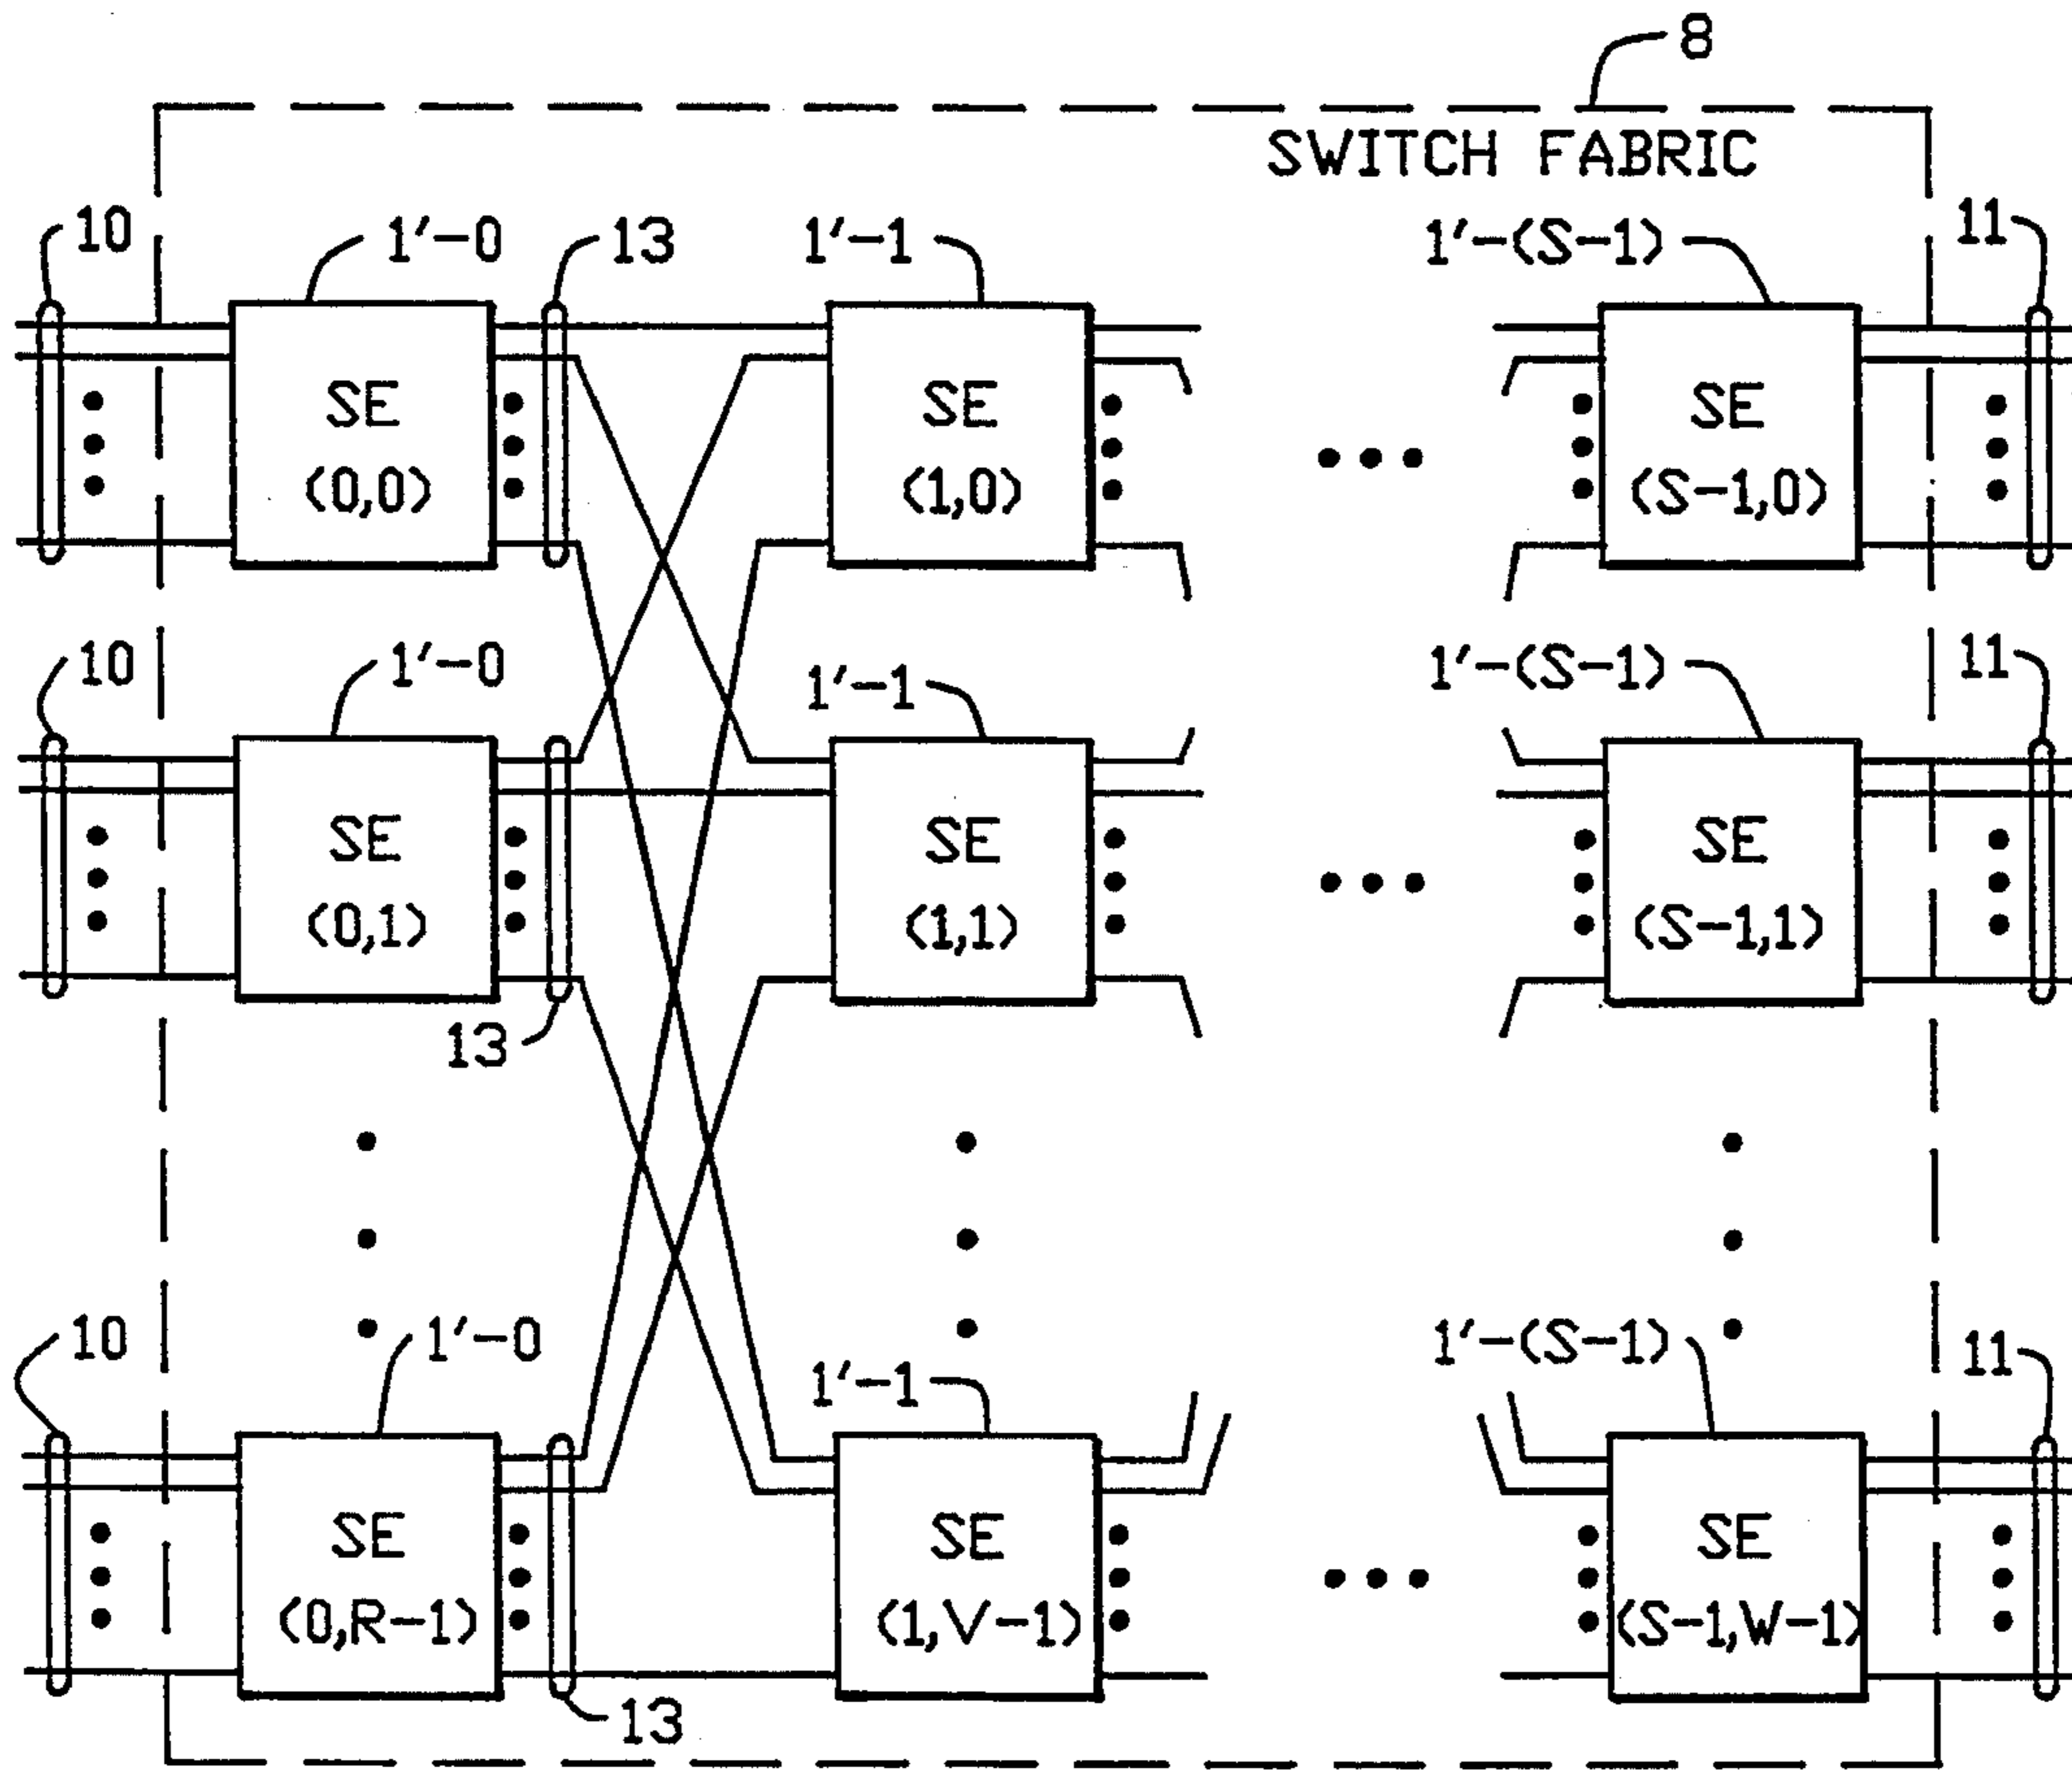 8
SWITCH FABRIC
10
1'-0
13
1'-1
1'-(S-1)
11
SE
(0,0)
SE
(1,0)
SE
(S-1,0)
10
1'-0
1'-1
1'-(S-1)
11
SE
(0,1)
SE
(1,1)
SE
(S-1,1)
13
10
1'-0
1'-1
1'-(S-1)
11
SE
(0,R-1)
SE
(1,V-1)
SE
(S-1,W-1)
13